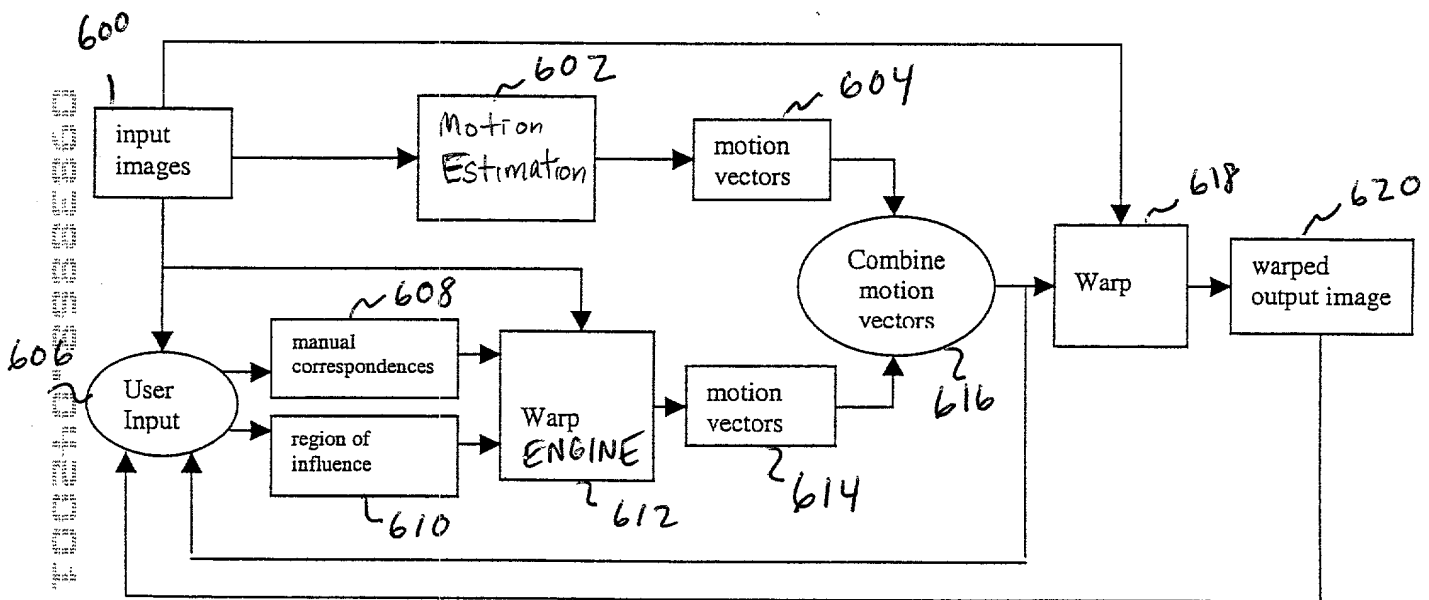 600
602
604
input
images
Motion
Estimation
motion
vectors
618
620
Combine
motion
vectors
Warp
warped
output image
608
manual
correspondences
606
User
Input
region of
influence
Warp
ENGINE
motion
vectors
616
610
612
614